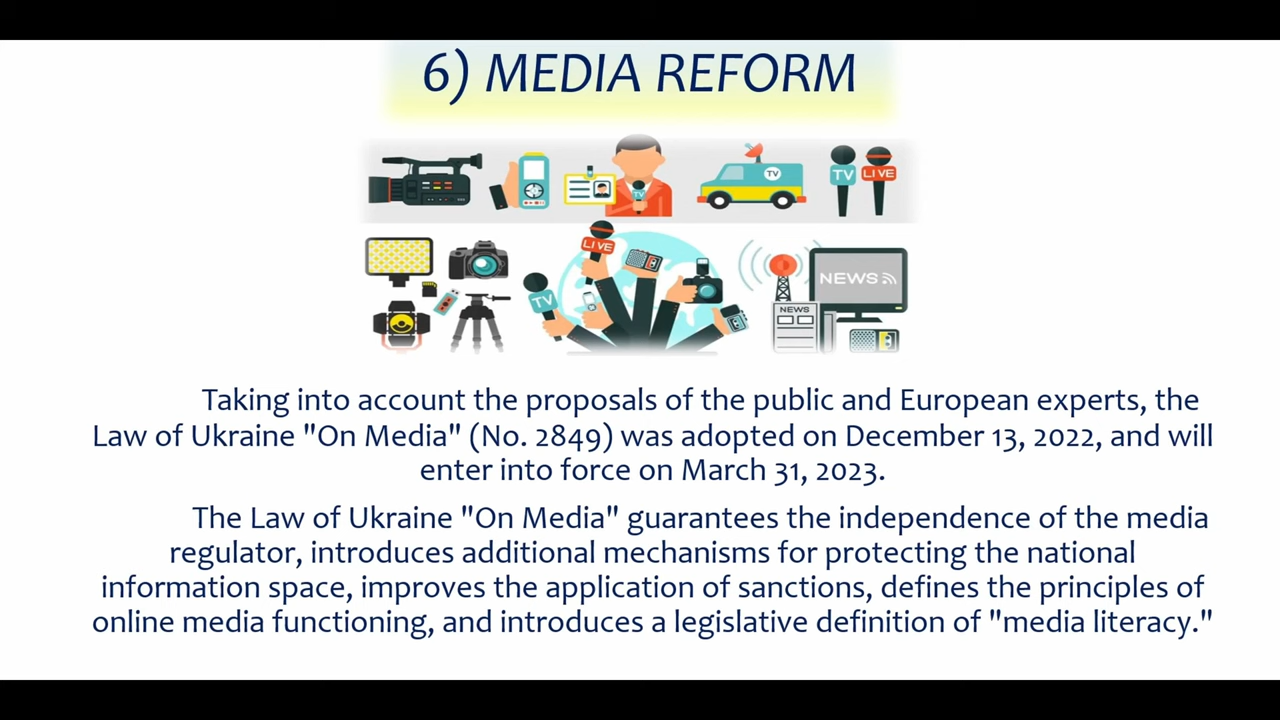 6) MEDIA REFORM
TV
TV
TV
LIVE
LIVE
TV
NEWS
NEWS
Taking into account the proposals of the public and European experts, the
Law of Ukraine "On Media" (No. 2849) was adopted on December 13, 2022, and will
enter into force on March 31, 2023.
The Law of Ukraine "On Media" guarantees the independence of the media
regulator, introduces additional mechanisms for protecting the national
information space, improves the application of sanctions, defines the principles of
online media functioning, and introduces a legislative definition of "media literacy."